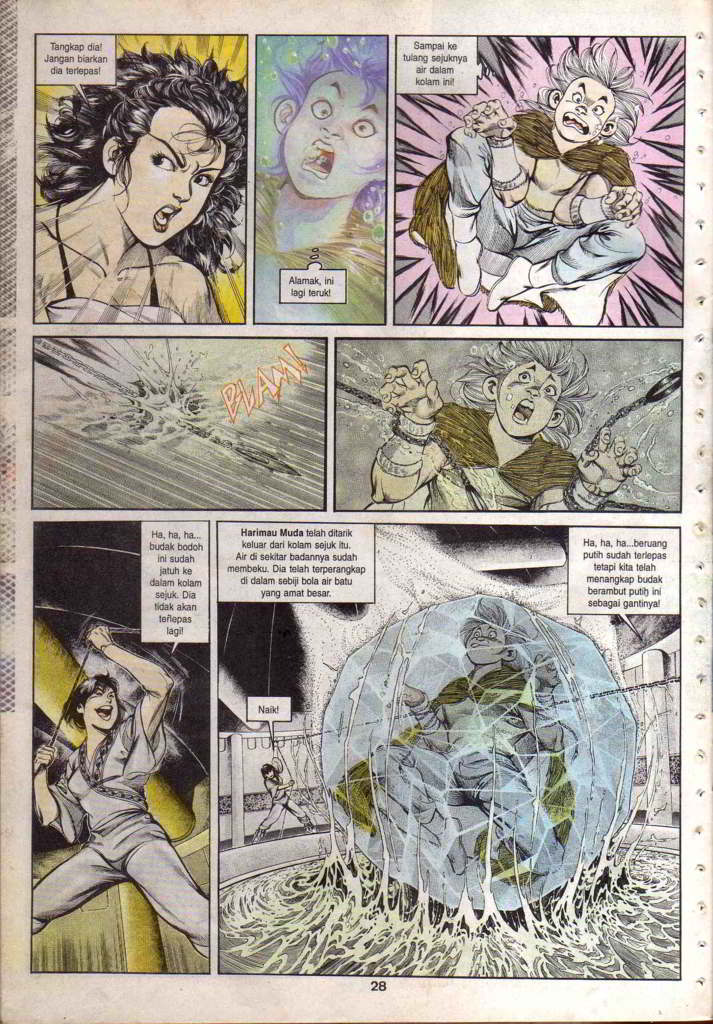 Tangkap dia!
Jangan biarkan
dia terlepas!
Alamak, ini
lagi teruk!
Sampai ke
tulang sejuknya
air dalam
kolam ini!
BLAM!
Ha, ha, ha...
budak bodoh
ini sudah
jatuh ke
dalam kolam
sejuk. Dia
tidak akan
terlepas
lagi!
Harimau Muda telah ditarik
keluar dari kolam sejuk itu.
Air di sekitar badannya sudah
membeku. Dia telah terperangkap
di dalam sebiji bola air batu
yang amat besar.
Naik!
Ha, ha, ha...beruang
putih sudah terlepas
tetapi kita telah
menangkap budak
berambut putih ini
sebagai gantinya!
28